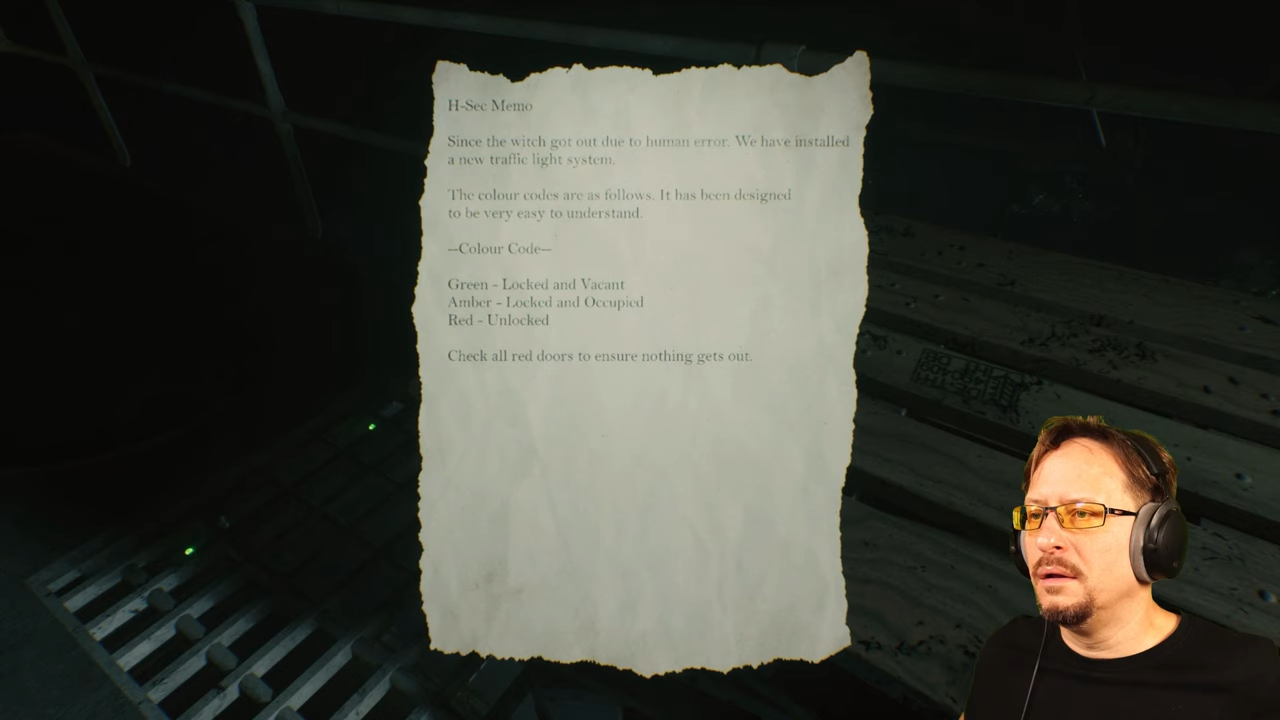 H-Sec Memo
Since the witch got out due to human error. We have installed
a new traffic light system.
The colour codes are as follows. It has been designed
to be very easy to understand.
—Colour Code—
Green - Locked and Vacant
Amber - Locked and Occupied
Red - Unlocked
Check all red doors to ensure nothing gets out.